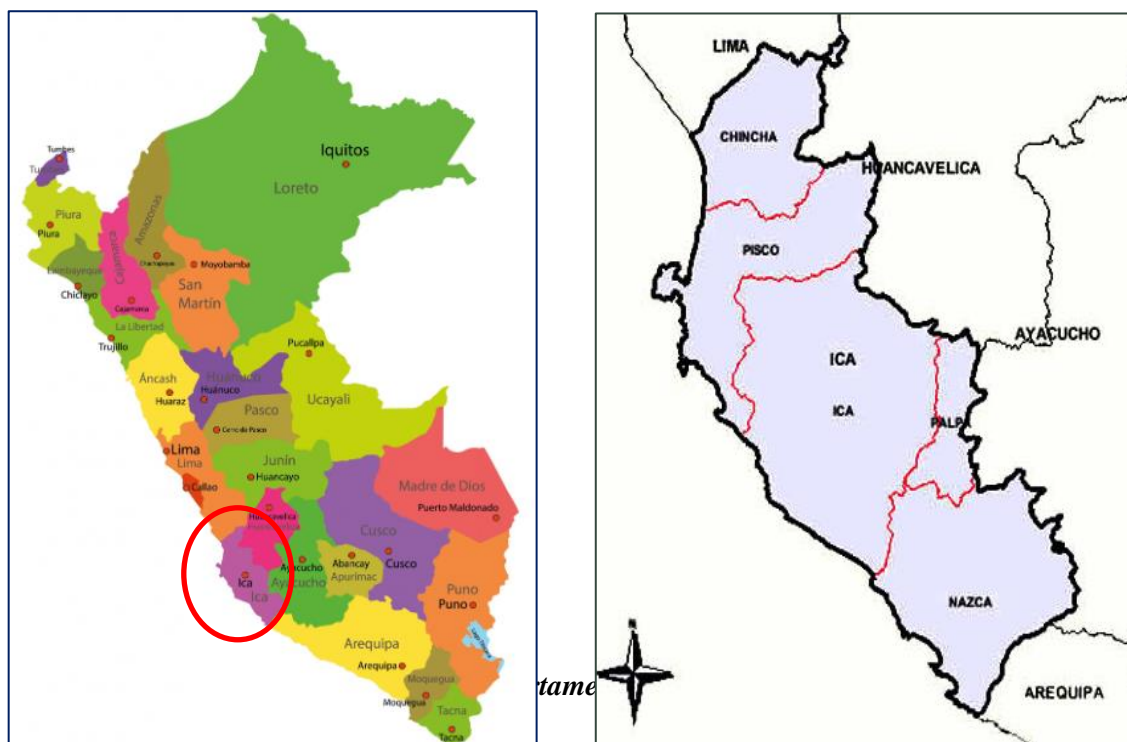 Tumbes
Iquitos
Loreto
Piura
Piura
Amazonas
Cajamarca
Lambayeque
Chachapoyas
Moyobamba
San
Martín
Chiclayo
Cajamarca
La Libertad
Trujillo
Pucallpa
Áncash
Huaraz
Huánuco
Huánuco
Ucayali
Pasco
Cerro de Pasco
Lima
Lima
Junín
Callao
Huancayo
Madre de Dios
Puerto Maldonado
Huancavelica
Cusco
Cusco
Ica
Ica
Ayacucho
Ayacucho
Abancay
Apurímac
Puno
Puno
Arequipa
Arequipa
Moquegua
Moquegua
Tacna
Tacna
rtame
LIMA
CHINCHA
HUANCAVELICA
PISCO
AYACUCHO
ICA
ICA
PALP
NAZCA
N
AREQUIPA